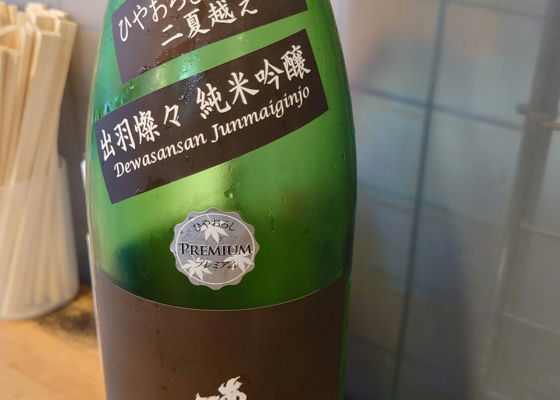 ひやおろし
二夏越え
出羽燦々 純米吟醸
Dewasansan Junmaiginjo
ひやおろし
PREMIUM
プレミアム